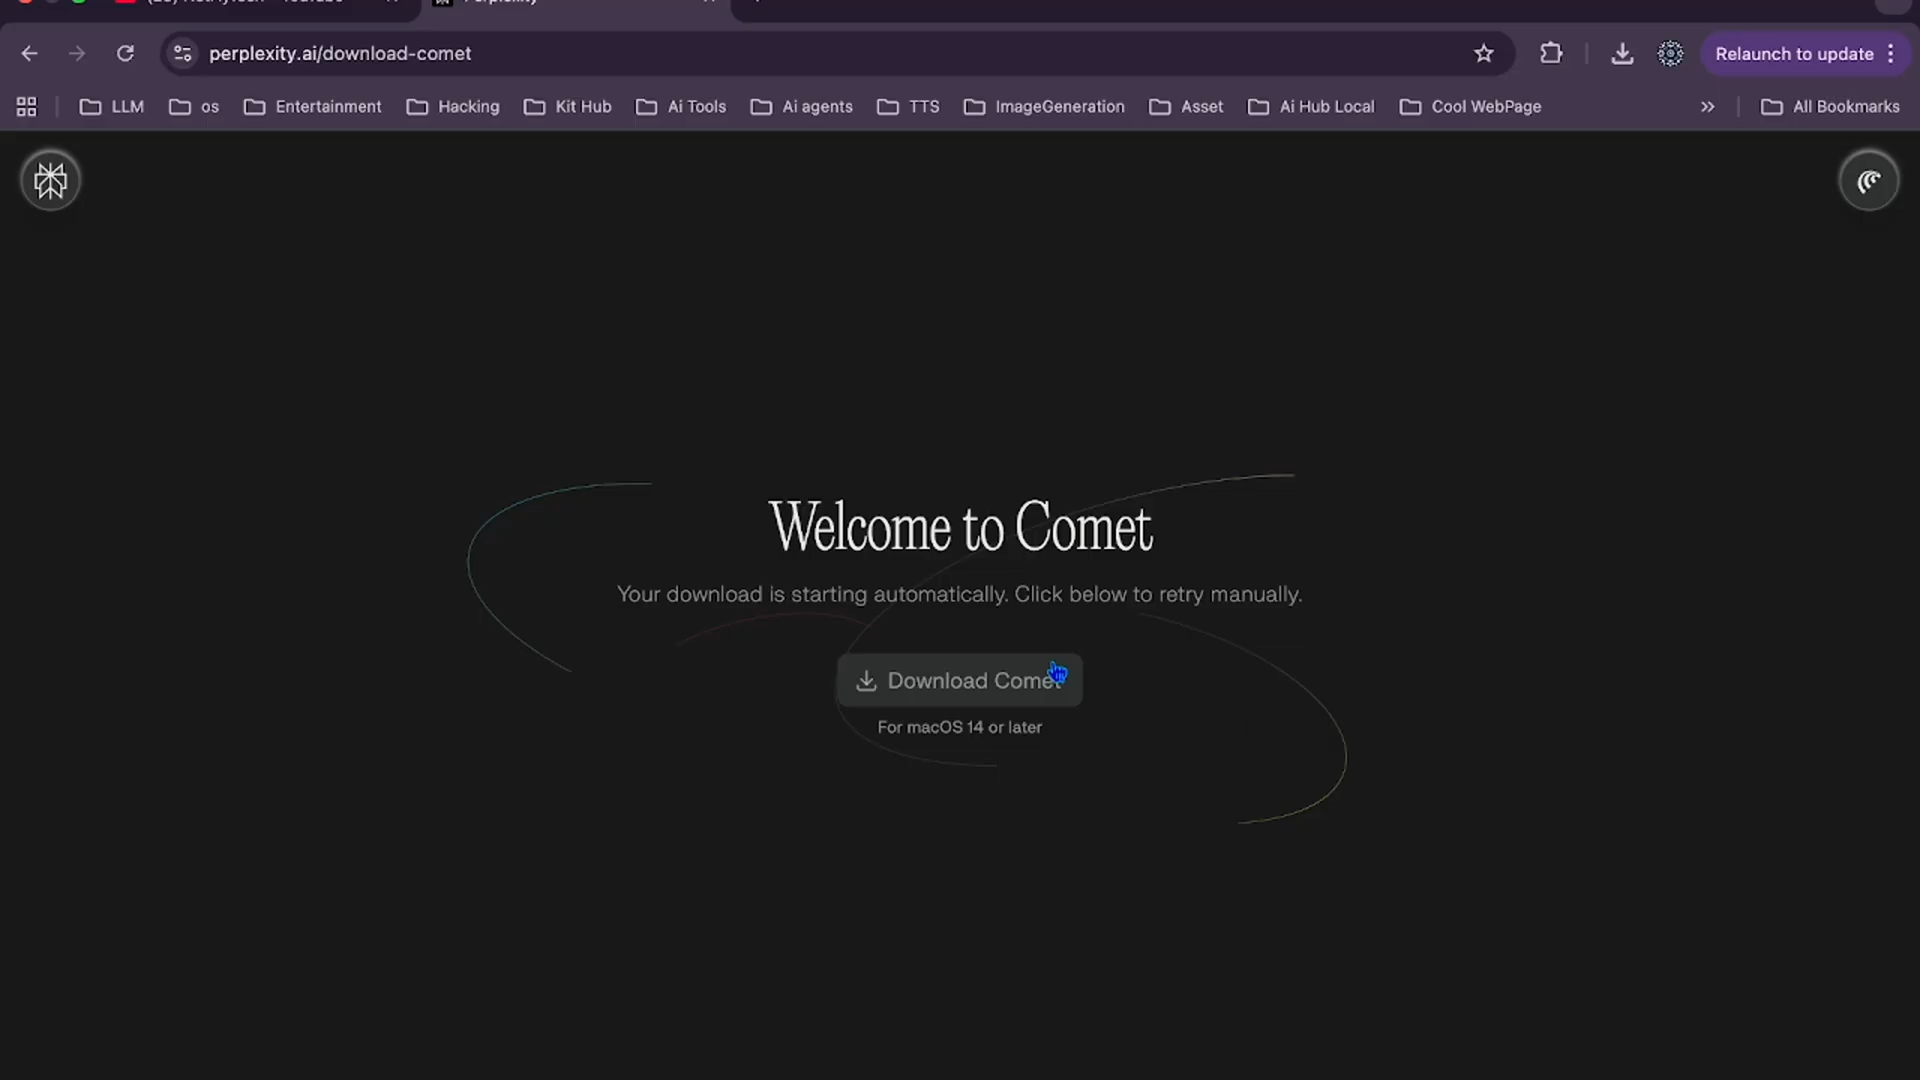 perplexity.ai/download-comet
Relaunch to update
LLM os Entertainment Hacking Kit Hub Ai Tools Ai agents TTS ImageGeneration Asset Ai Hub Local Cool WebPage » All Bookmarks
Welcome to Comet
Your download is starting automatically. Click below to retry manually.
Download Comet
For macOS 14 or later